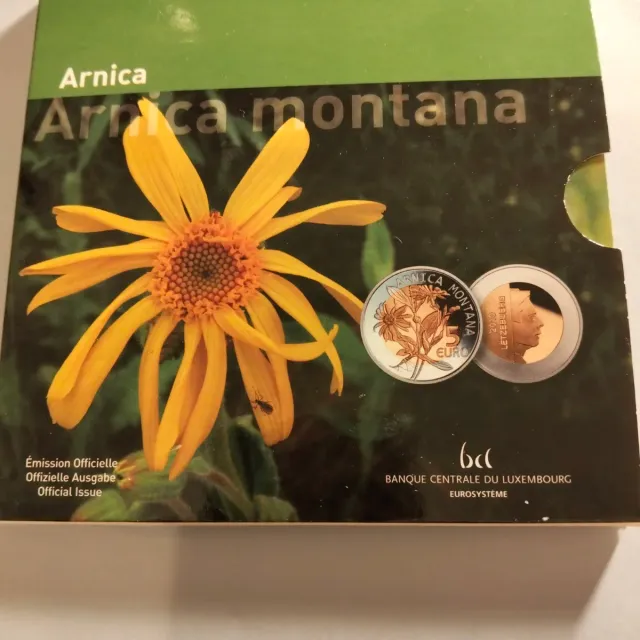 Arnica
Arnica montana
ARNICA MONTANA
5
EURO
LËTZEBUERG
Émission Officielle
Offizielle Ausgabe
Official Issue
bcl
BANQUE CENTRALE DU LUXEMBOURG
EUROSYSTÈME